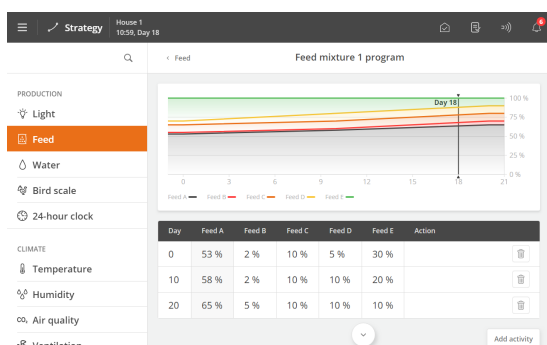 Strategy
House 1
10:59, Day 18
6
PRODUCTION
Light
Feed
Water
Bird scale
24-hour clock
CLIMATE
Temperature
Humidity
CO₂ Air quality
Ventilation
< Feed
Feed mixture 1 program
Day 18
100 %
75 %
50 %
25 %
0 %
0 3 6 9 12 15 18 21
Feed A Feed B Feed C Feed D Feed E
Day Feed A Feed B Feed C Feed D Feed E Action
0 53 % 2 % 10 % 5 % 30 %
10 58 % 2 % 10 % 10 % 20 %
20 65 % 5 % 10 % 10 % 10 %
Add activity